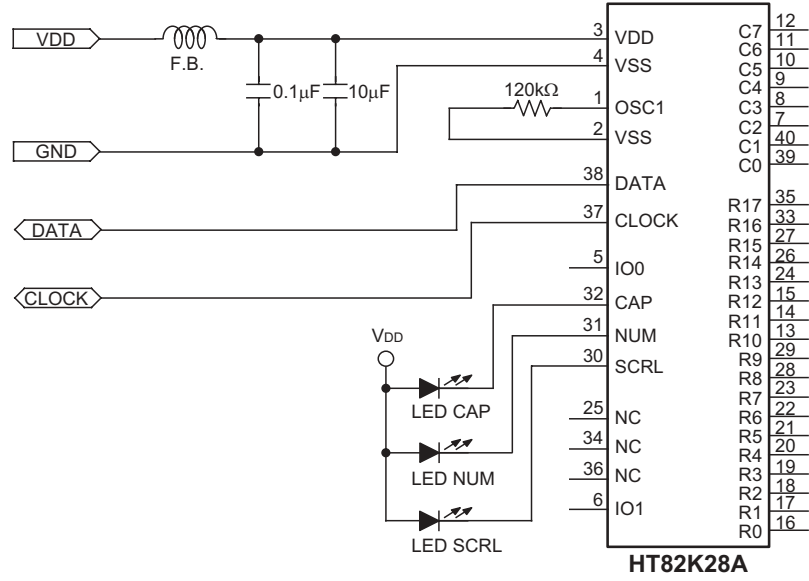 VDD
F.B.
0.1μF
10μF
GND
DATA
CLOCK
120kΩ
VDD
LED CAP
LED NUM
LED SCRL
3 VDD
4 VSS
1 OSC1
2 VSS
38 DATA
37 CLOCK
5 IO0
32 CAP
31 NUM
30 SCRL
25 NC
34 NC
36 NC
6 IO1
C7 12
C6 11
C5 10
C4 9
C3 8
C2 7
C1 40
C0 39
R17 35
R16 33
R15 27
R14 26
R13 24
R12 15
R11 14
R10 13
R9 29
R8 28
R7 23
R6 22
R5 21
R4 20
R3 19
R2 18
R1 17
R0 16
HT82K28A